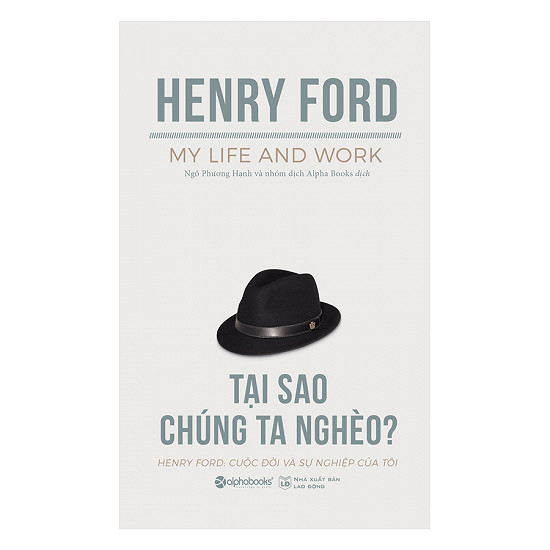 HENRY FORD
MY LIFE AND WORK
Ngô Phương Hạnh và nhóm dịch Alpha Books dịch
TẠI SAO
CHÚNG TA NGHÈO?
HENRY FORD: CUỘC ĐỜI VÀ SỰ NGHIỆP CỦA TÔI
alphabooks
LĐ
NHÀ XUẤT BẢN
LAO ĐỘNG